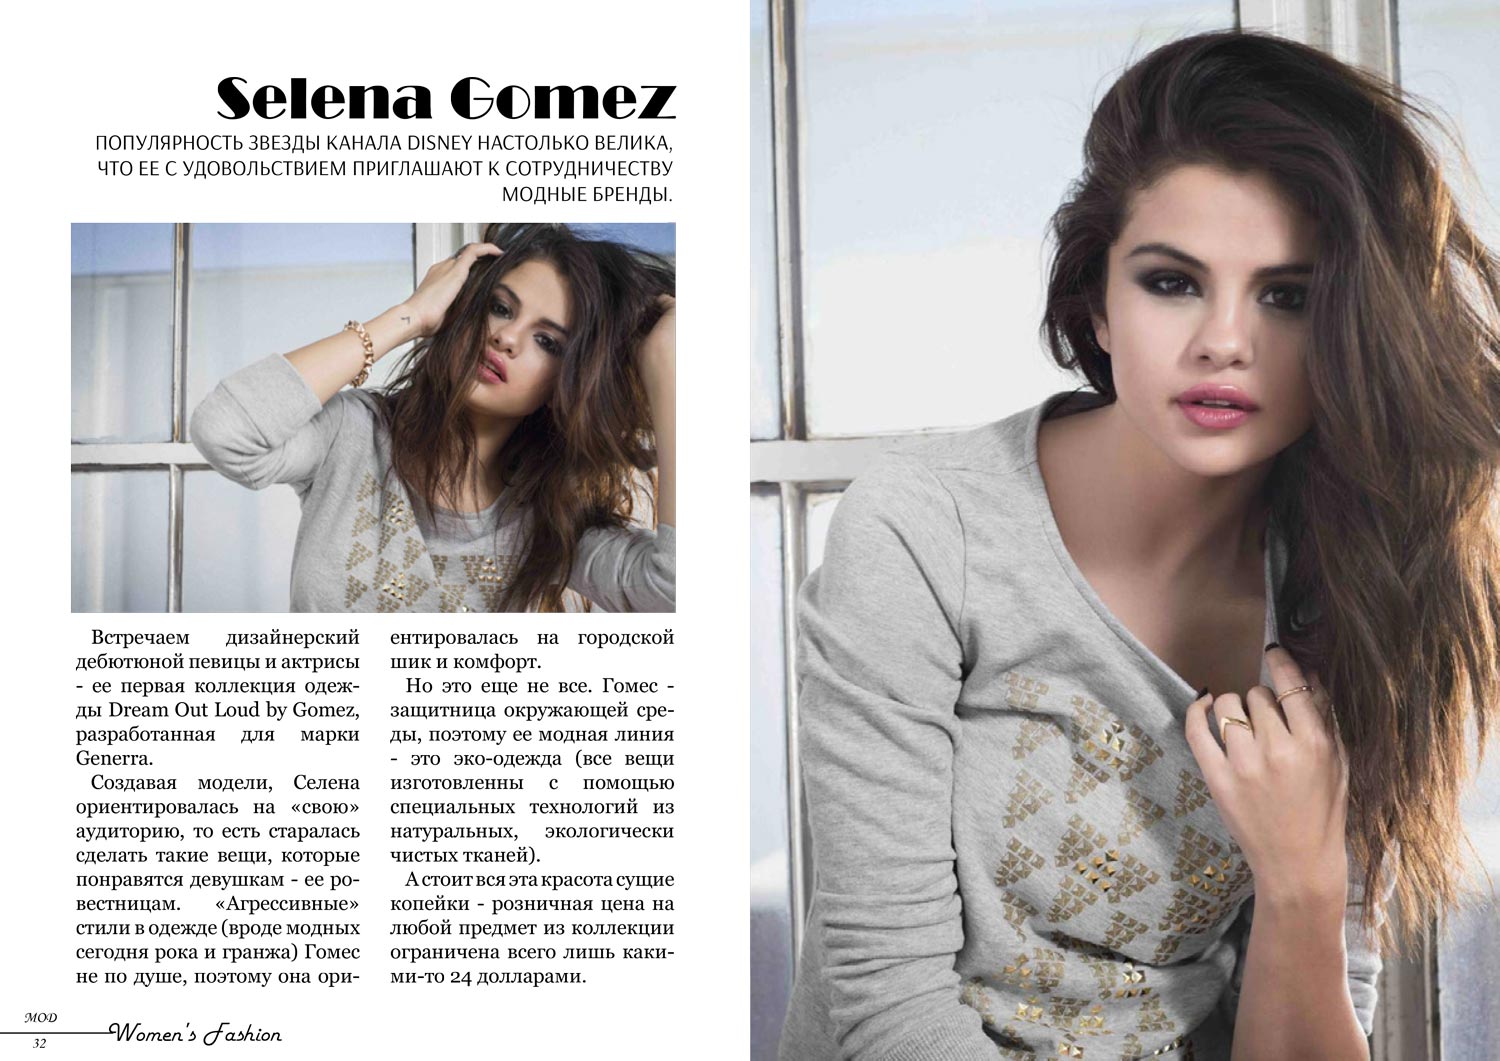 Selena Gomez
ПОПУЛЯРНОСТЬ ЗВЕЗДЫ КАНАЛА DISNEY НАСТОЛЬКО ВЕЛИКА,
ЧТО ЕЕ С УДОВОЛЬСТВИЕМ ПРИГЛАШАЮТ К СОТРУДНИЧЕСТВУ
МОДНЫЕ БРЕНДЫ.
Встречаем дизайнерский
дебютюной певицы и актрисы
- ее первая коллекция одеж-
ды Dream Out Loud by Gomez,
разработанная для марки
Generra.
Создавая модели, Селена
ориентировалась на «свою»
аудиторию, то есть старалась
сделать такие вещи, которые
понравятся девушкам - ее ро-
вестницам. «Агрессивные»
стили в одежде (вроде модных
сегодня рока и гранжа) Гомес
не по душе, поэтому она ори-
ентировалась на городской
шик и комфорт.
Но это еще не все. Гомес -
защитница окружающей сре-
ды, поэтому ее модная линия
- это эко-одежда (все вещи
изготовленны с помощью
специальных технологий из
натуральных, экологически
чистых тканей).
А стоит вся эта красота сущие
копейки - розничная цена на
любой предмет из коллекции
ограничена всего лишь каки-
ми-то 24 долларами.
MOD
32
Women's Fashion